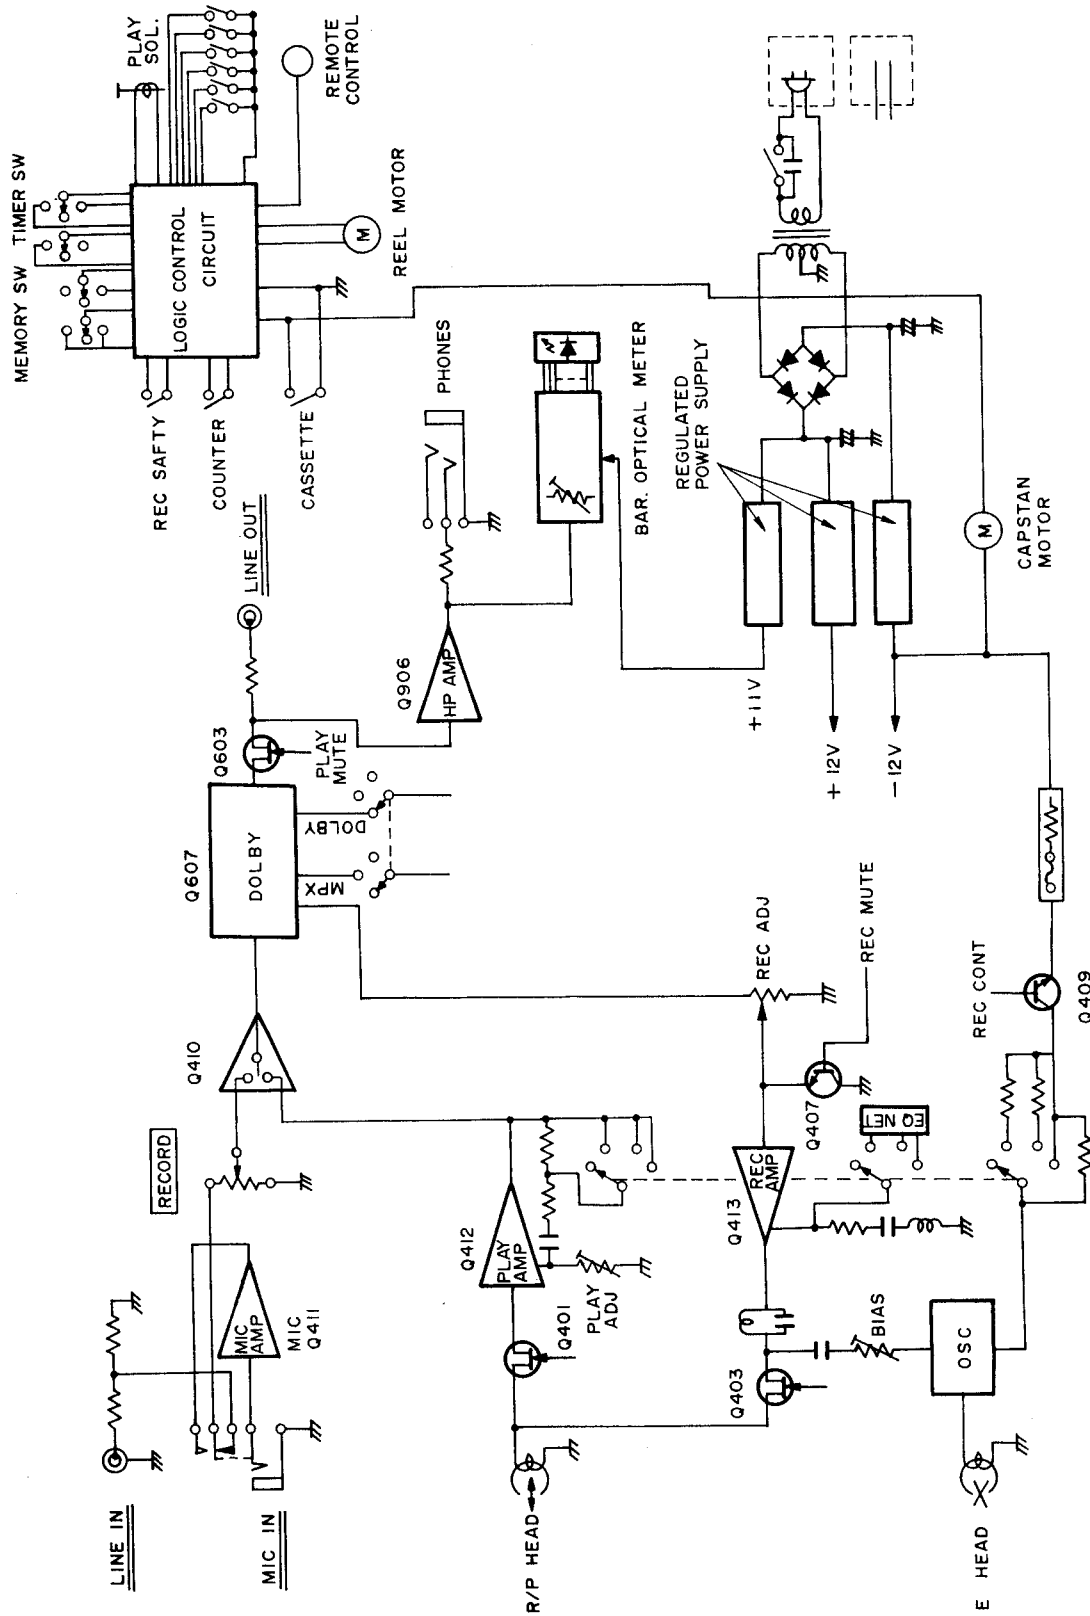 LINE IN
MIC IN
MIC AMP
MIC
Q411
RECORD
Q410
Q607
DOLBY
MPX
DOLBY
Q603
PLAY
MUTE
LINE OUT
MEMORY SW
TIMER SW
LOGIC CONTROL
CIRCUIT
PLAY
SOL.
REC SAFTY
COUNTER
CASSETTE
M
REEL MOTOR
REMOTE
CONTROL
R/P HEAD
Q401
Q412
PLAY
AMP
PLAY
ADJ
Q906
HP AMP
PHONES
BAR. OPTICAL METER
Q403
Q413
REC
AMP
REC ADJ
Q407
REC MUTE
EQ NET
BIAS
OSC
E HEAD
REC CONT
Q409
+11V
+12V
-12V
REGULATED
POWER SUPPLY
M
CAPSTAN
MOTOR